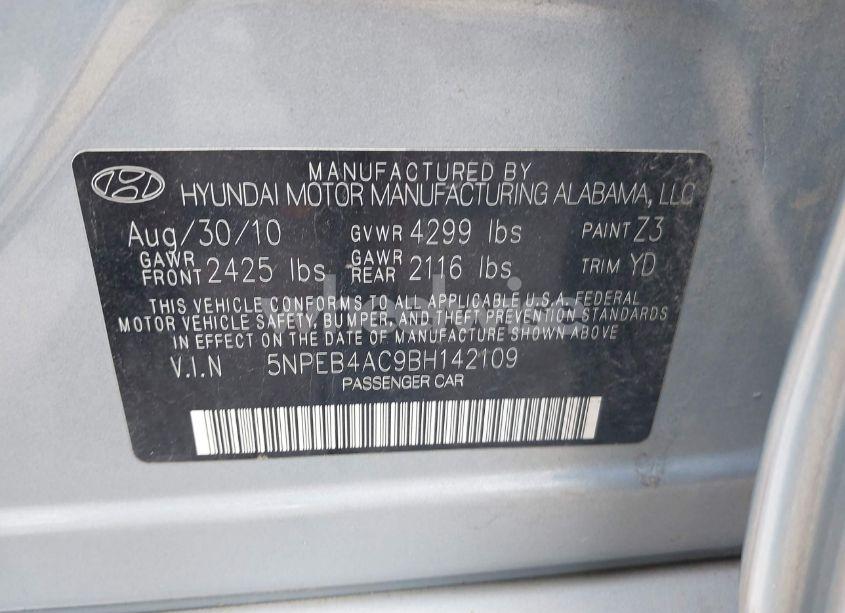 MANUFACTURED BY
HYUNDAI MOTOR MANUFACTURING ALABAMA, LLC
Aug/30/10 GVWR 4299 lbs PAINT Z3
GAWR FRONT 2425 lbs GAWR REAR 2116 lbs TRIM YD
THIS VEHICLE CONFORMS TO ALL APPLICABLE U.S.A. FEDERAL
MOTOR VEHICLE SAFETY, BUMPER, AND THEFT PREVENTION STANDARDS
IN EFFECT ON THE DATE OF MANUFACTURE SHOWN
V.I.N 5NPEB4AC9BH142109
PASSENGER CAR